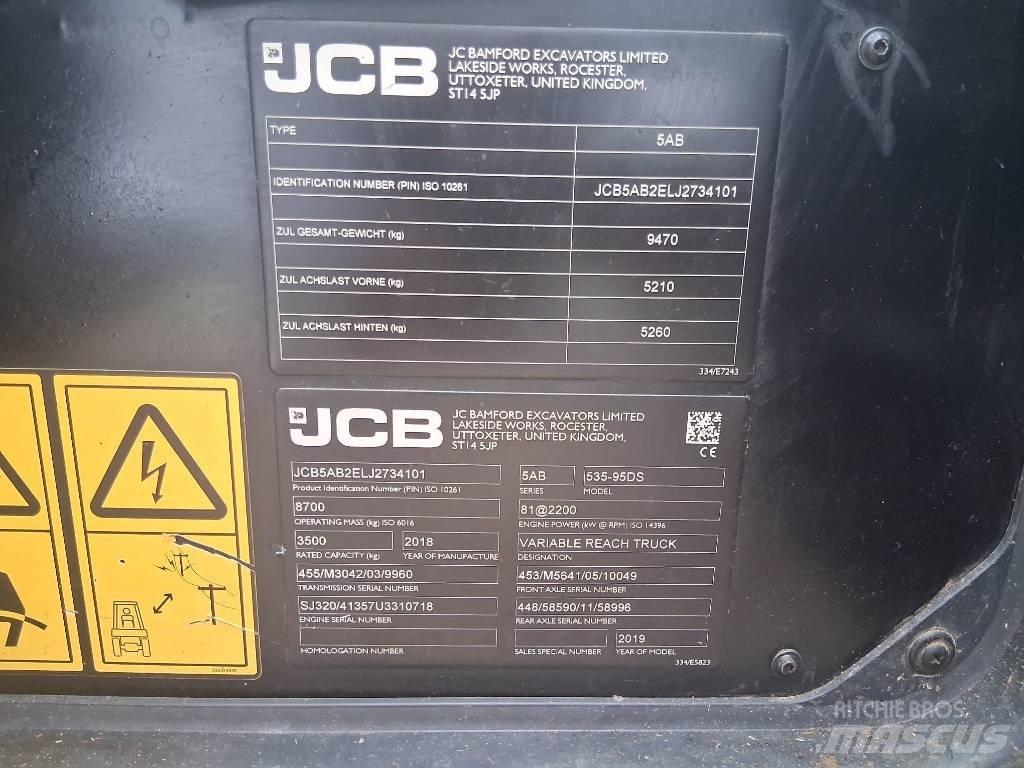 JCB
JC BAMFORD EXCAVATORS LIMITED
LAKESIDE WORKS, ROCESTER,
UTTOXETER, UNITED KINGDOM,
ST14 5JP
TYPE 5AB
IDENTIFICATION NUMBER (PIN) ISO 10261 JCB5AB2ELJ2734101
ZUL GESAMT-GEWICHT (kg) 9470
ZUL ACHSLAST VORNE (kg) 5210
ZUL ACHSLAST HINTEN (kg) 5260
334/E7243
JCB
JC BAMFORD EXCAVATORS LIMITED
LAKESIDE WORKS, ROCESTER,
UTTOXETER, UNITED KINGDOM,
ST14 5JP
CE
JCB5AB2ELJ2734101 5AB 535-95DS
Product Identification Number (PIN) ISO 10261 SERIES MODEL
8700 81@2200
OPERATING MASS (kg) ISO 6016 ENGINE POWER (kW @ RPM) ISO 14396
3500 2018 VARIABLE REACH TRUCK
RATED CAPACITY (kg) YEAR OF MANUFACTURE DESIGNATION
455/M3042/03/9960 453/M5641/05/10049
TRANSMISSION SERIAL NUMBER FRONT AXLE SERIAL NUMBER
SJ320/41357U3310718 448/58590/11/58996
ENGINE SERIAL NUMBER REAR AXLE SERIAL NUMBER
2019
HOMOLOGATION NUMBER SALES SPECIAL NUMBER YEAR OF MODEL
334/E5823
RITCHIE BROS.
MASCUS